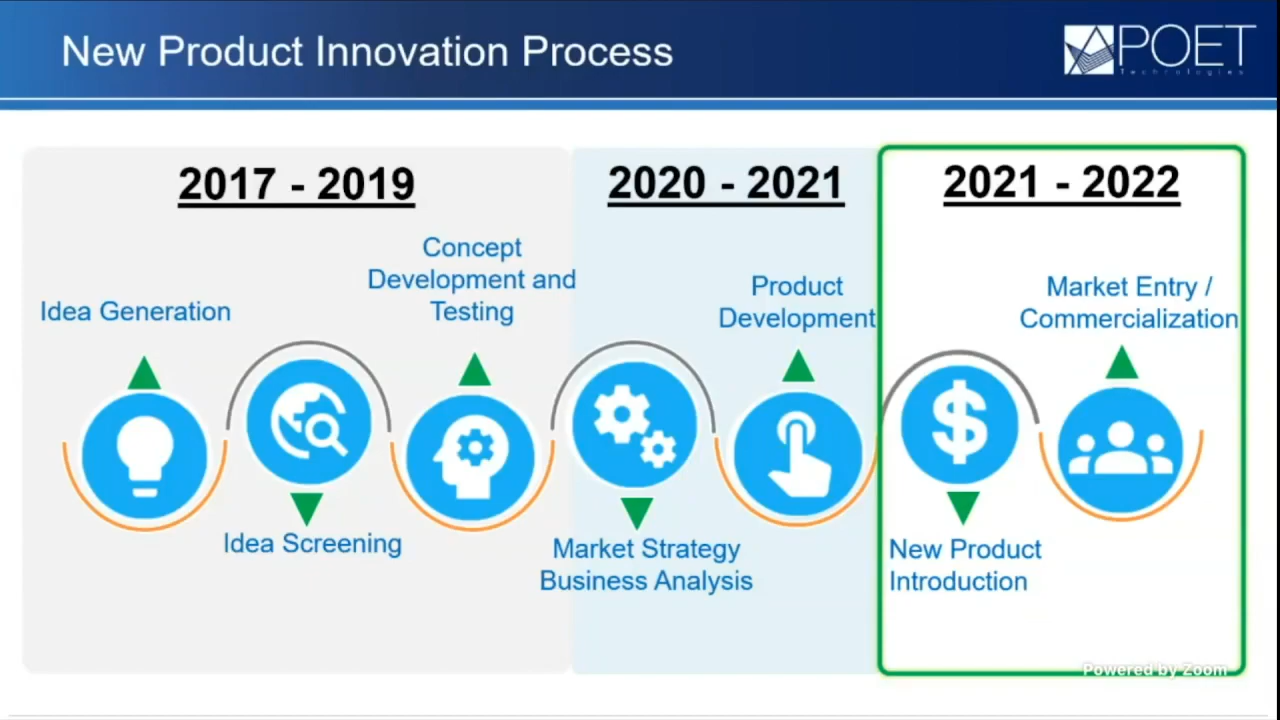 New Product Innovation Process
POET
Technologies
2017 - 2019
2020 - 2021
2021 - 2022
Idea Generation
Concept
Development and
Testing
Product
Development
Market Entry /
Commercialization
Idea Screening
Market Strategy
Business Analysis
New Product
Introduction
Powered by Zoom